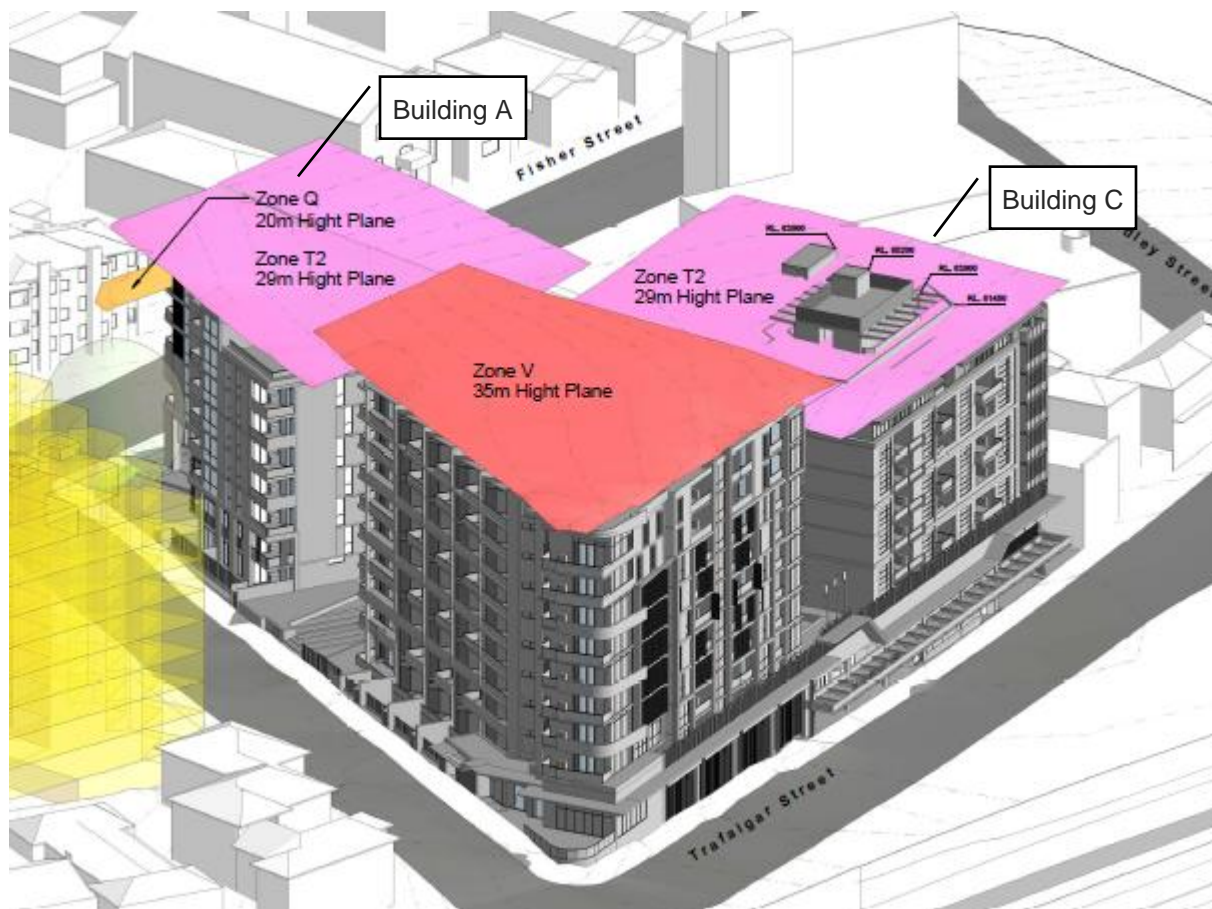 Building A
Fisher Street
Building C
Zone Q
20m Hight Plane
Zone T2
29m Hight Plane
Zone T2
29m Hight Plane
Zone V
35m Hight Plane
Trafalgar Street
Street